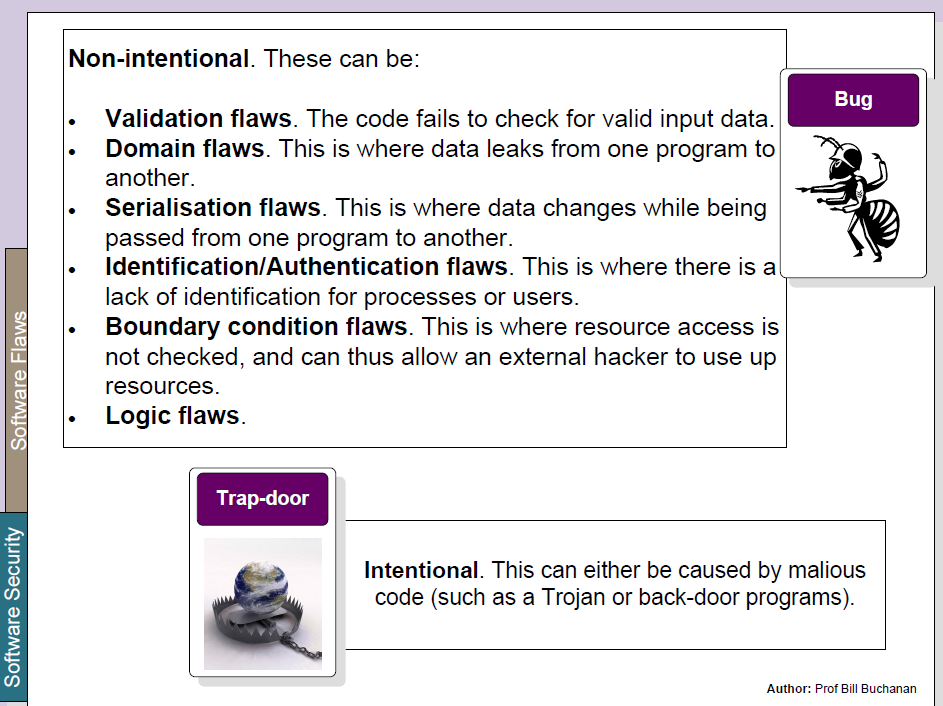 Non-intentional. These can be:
• Validation flaws. The code fails to check for valid input data.
• Domain flaws. This is where data leaks from one program to
another.
• Serialisation flaws. This is where data changes while being
passed from one program to another.
• Identification/Authentication flaws. This is where there is a
lack of identification for processes or users.
• Boundary condition flaws. This is where resource access is
not checked, and can thus allow an external hacker to use up
resources.
• Logic flaws.
Bug
Software Flaws
Software Security
Trap-door
Intentional. This can either be caused by malious
code (such as a Trojan or back-door programs).
Author: Prof Bill Buchanan